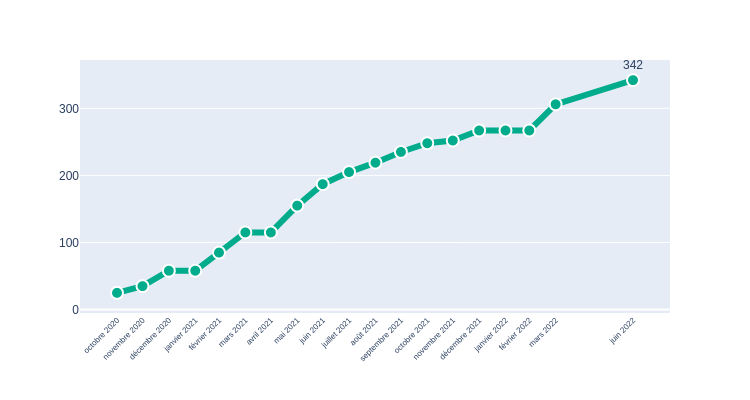 342
300
200
100
0
octobre 2020
novembre 2020
décembre 2020
janvier 2021
février 2021
mars 2021
avril 2021
mai 2021
juin 2021
juillet 2021
août 2021
septembre 2021
octobre 2021
novembre 2021
décembre 2021
janvier 2022
février 2022
mars 2022
juin 2022